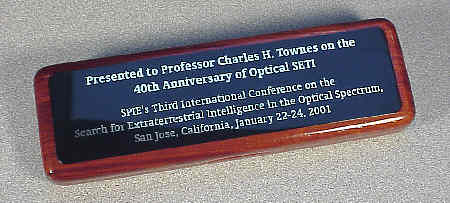 Presented to Professor Charles H. Townes on the
40th Anniversary of Optical SETI
SPIE's Third International Conference on the
Search for Extraterrestrial Intelligence in the Optical Spectrum,
San Jose, California, January 22-24, 2001